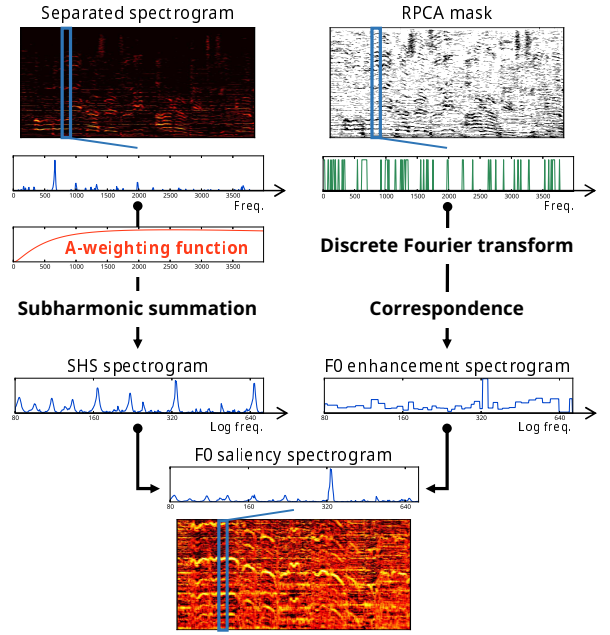 Separated spectrogram
RPCA mask
0 500 1000 1500 2000 2500 3000 3500
Freq.
0 500 1000 1500 2000 2500 3000 3500
Freq.
A-weighting function
0 500 1000 1500 2000 2500 3000 3500
Discrete Fourier transform
Subharmonic summation
Correspondence
SHS spectrogram
F0 enhancement spectrogram
80 160 320 640
Log freq.
80 160 320 640
Log freq.
F0 saliency spectrogram
80 160 320 640